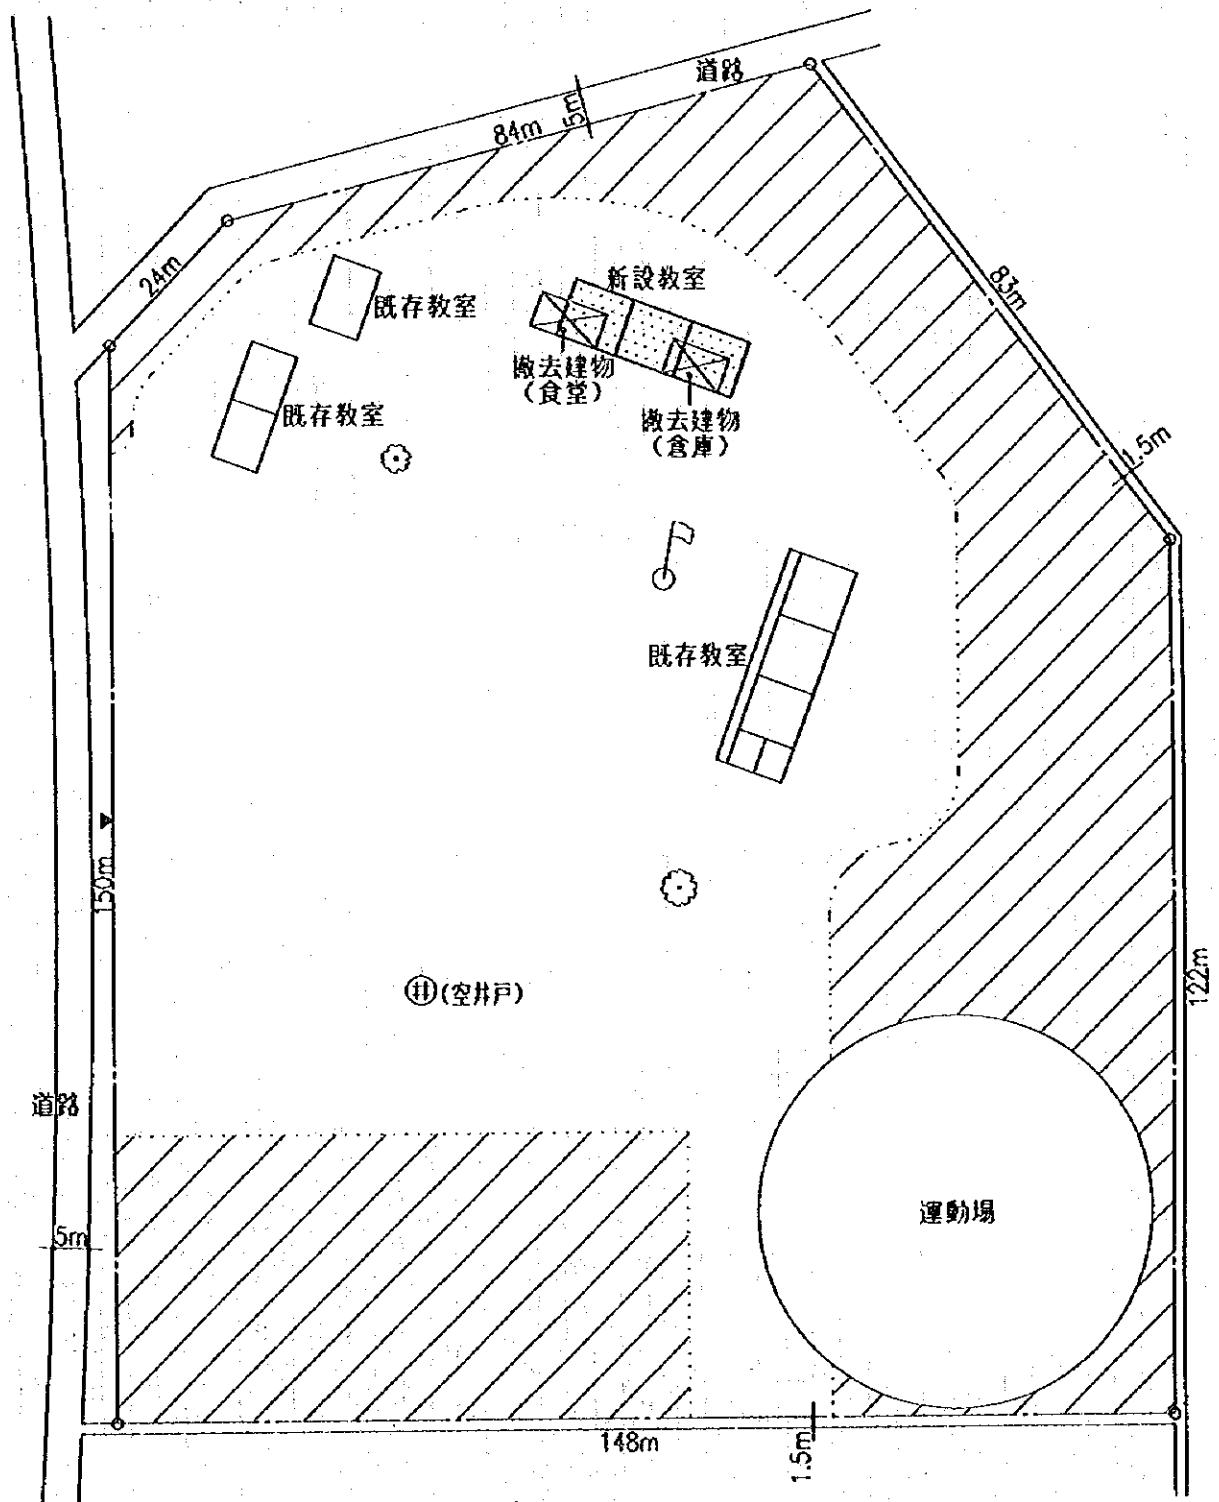 道路
84m
5m
24m
新設教室
既存教室
83m
撤去建物
(食堂)
既存教室
撤去建物
(倉庫)
1.5m
既存教室
150m
井
(空井戸)
122m
道路
運動場
5m
148m
1.5m